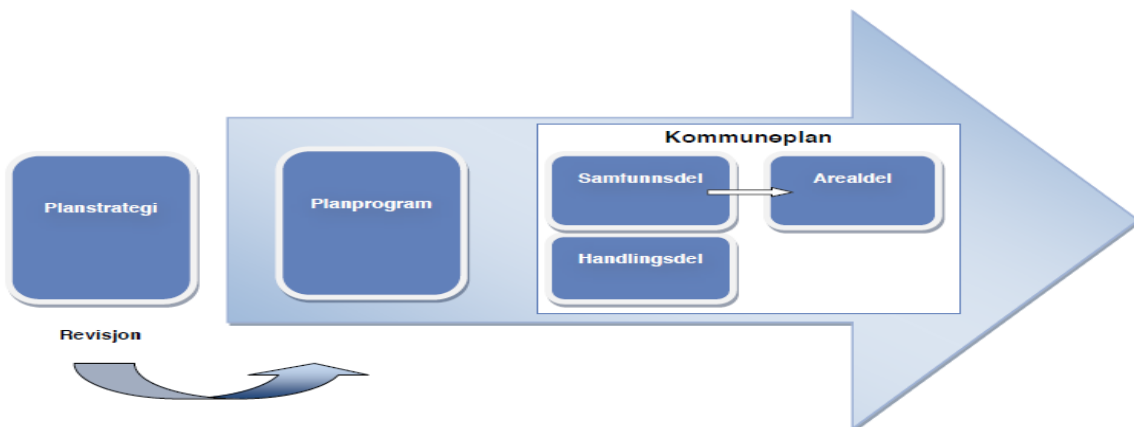 Planstrategi
Revisjon
Planprogram
Kommuneplan
Samfunnsdel
Arealdel
Handlingsdel